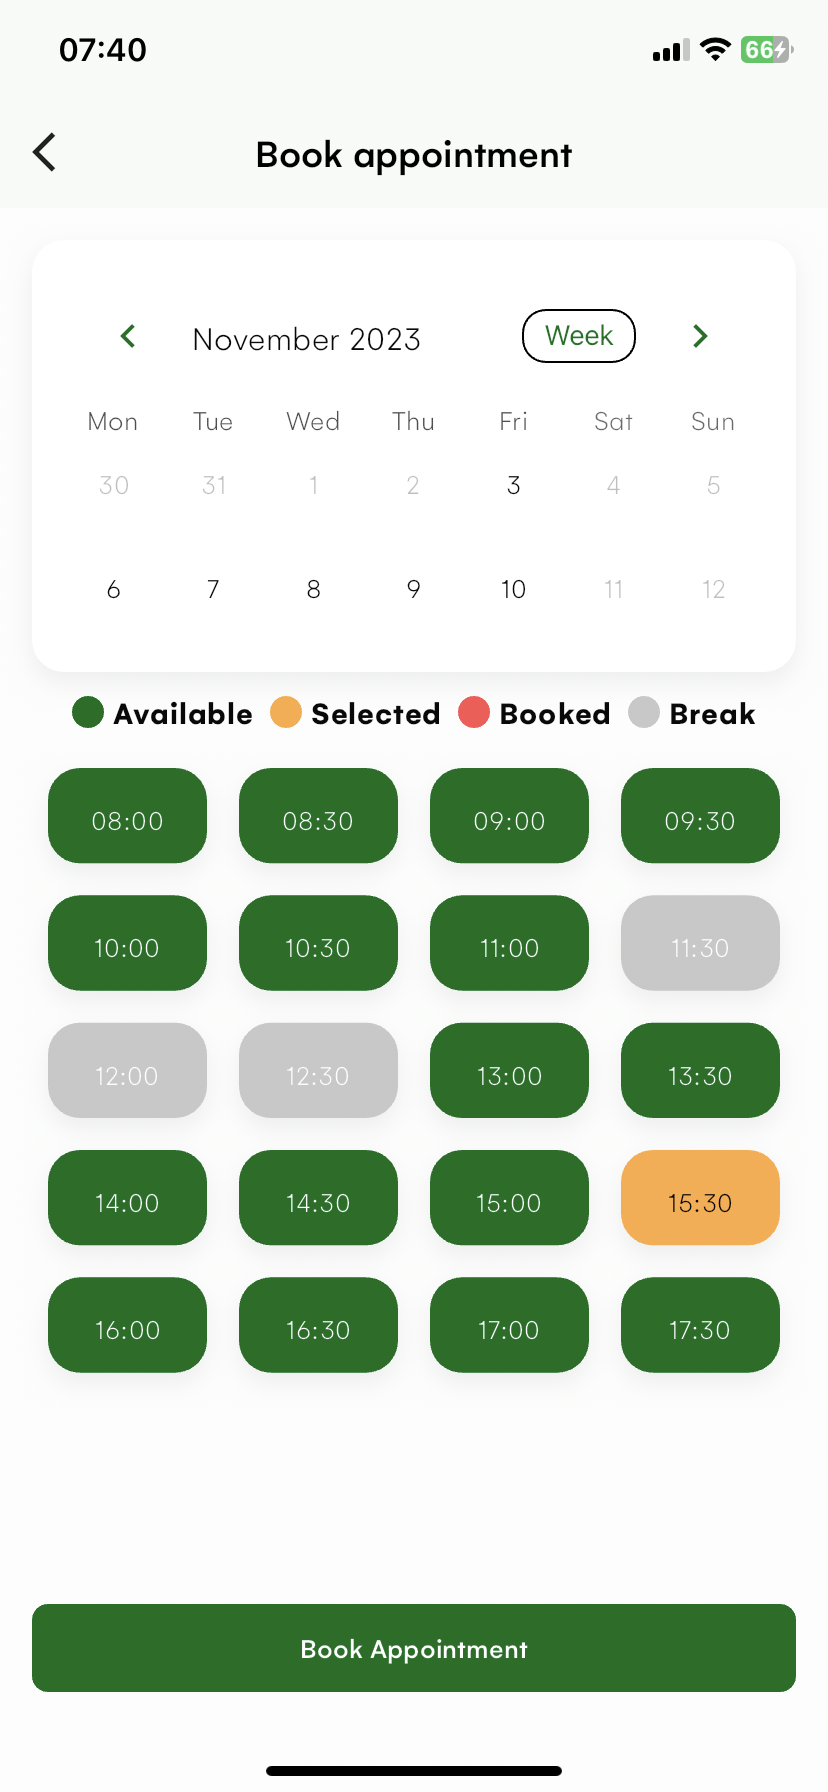 07:40 66
Book appointment
November 2023 Week
Mon Tue Wed Thu Fri Sat Sun
30 31 1 2 3 4 5
6 7 8 9 10 11 12
Available Selected Booked Break
08:00 08:30 09:00 09:30
10:00 10:30 11:00 11:30
12:00 12:30 13:00 13:30
14:00 14:30 15:00 15:30
16:00 16:30 17:00 17:30
Book Appointment